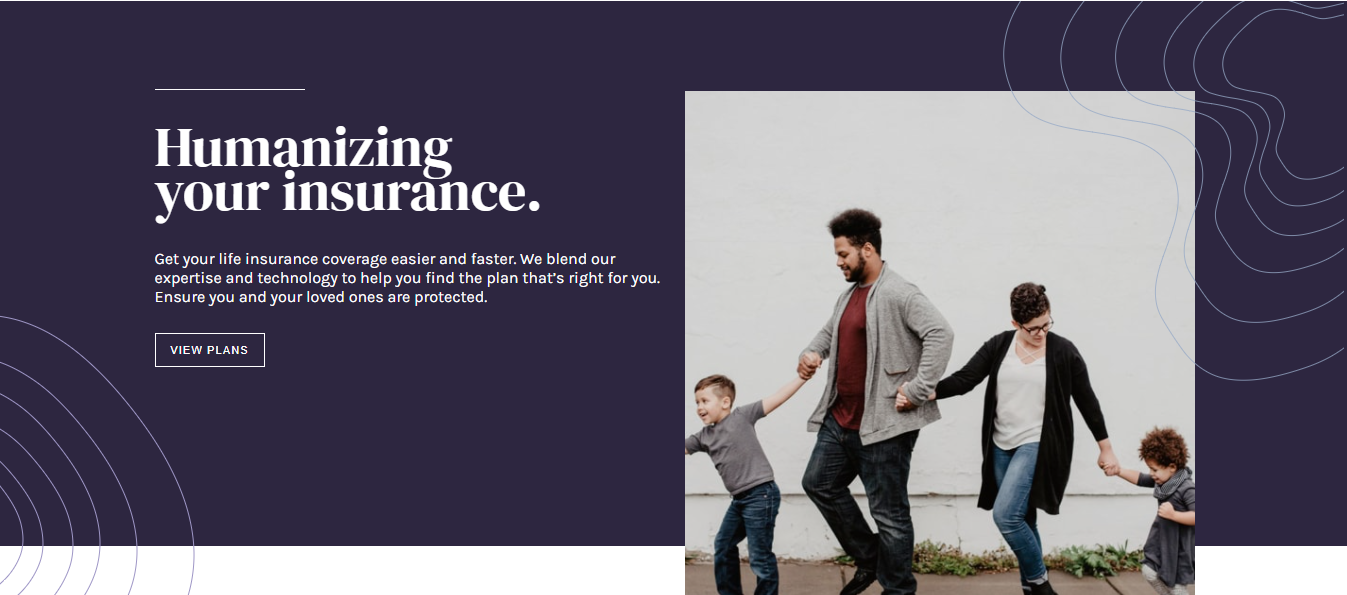 Humanizing
your insurance.
Get your life insurance coverage easier and faster. We blend our
expertise and technology to help you find the plan that’s right for you.
Ensure you and your loved ones are protected.
VIEW PLANS